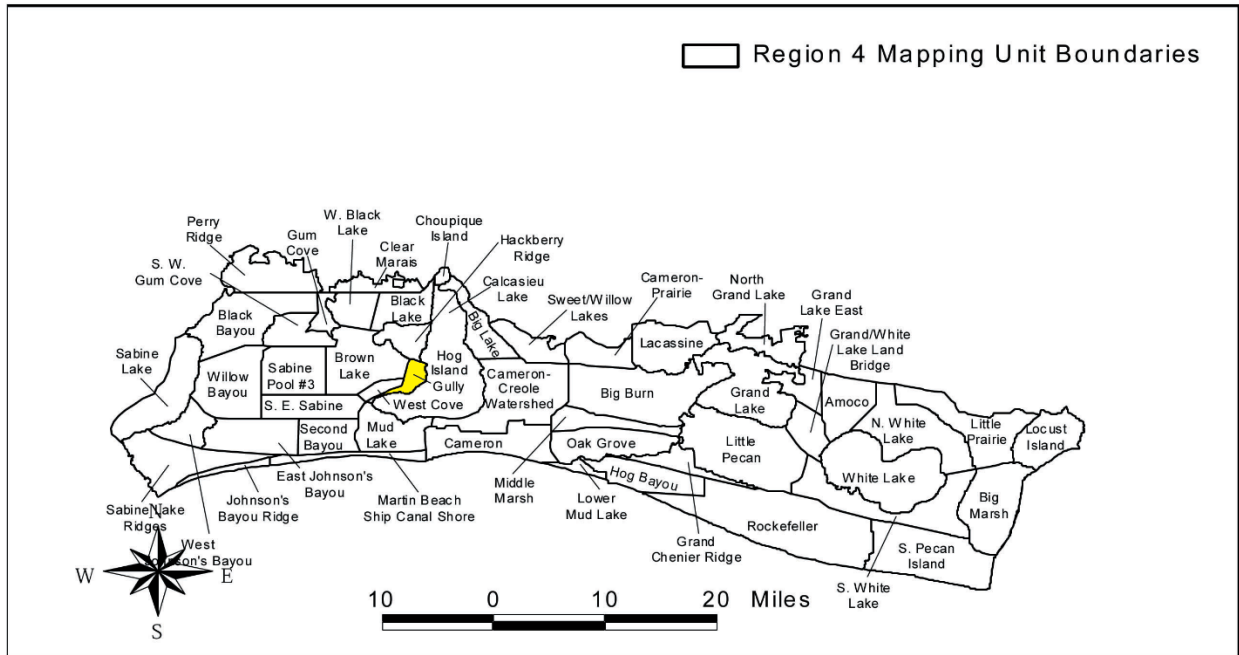 Region 4 Mapping Unit Boundaries
Perry
Ridge
S. W.
Gum Cove
Gum
Cove
W. Black
Lake
Clear
Marais
Choupique
Island
Hackberry
Ridge
Calcasieu
Lake
Sweet/Willow
Lakes
Cameron-
Prairie
North
Grand Lake
Grand
Lake East
Grand/White
Lake Land
Bridge
Black
Bayou
Black
Lake
Big Lake
Lacassine
Sabine
Lake
Willow
Bayou
Sabine
Pool #3
Brown
Lake
Hog
Island
Gully
West Cove
Cameron-
Creole
Watershed
Big Burn
Grand
Lake
Amoco
N. White
Lake
Little
Prairie
Locust
Island
S. E. Sabine
Second
Bayou
Mud
Lake
Cameron
Oak Grove
Little
Pecan
White Lake
Big
Marsh
Sabine Lake
Ridges
West
Johnson's Bayou
Johnson's
Bayou Ridge
East Johnson's
Bayou
Martin Beach
Ship Canal Shore
Middle
Marsh
Lower
Mud Lake
Hog Bayou
Grand
Chenier Ridge
Rockefeller
S. White
Lake
S. Pecan
Island
N
W
E
S
10 0 10 20 Miles